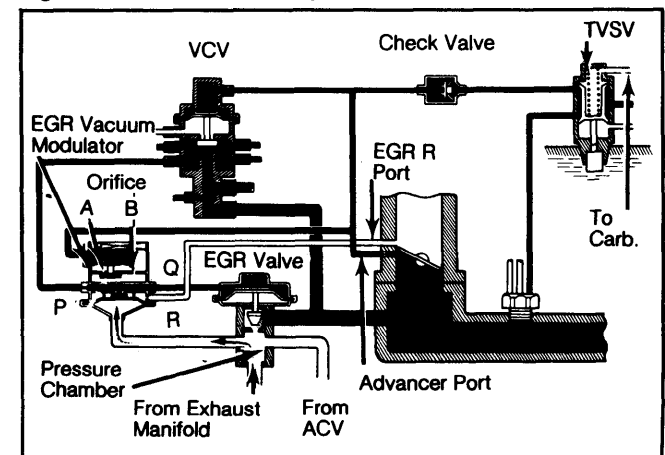 VCV
Check Valve
TVSV
EGR Vacuum
Modulator
Orifice
A B
EGR R
Port
To
Carb.
Q
EGR Valve
P
R
Pressure
Chamber
Advancer Port
From Exhaust
Manifold
From
ACV